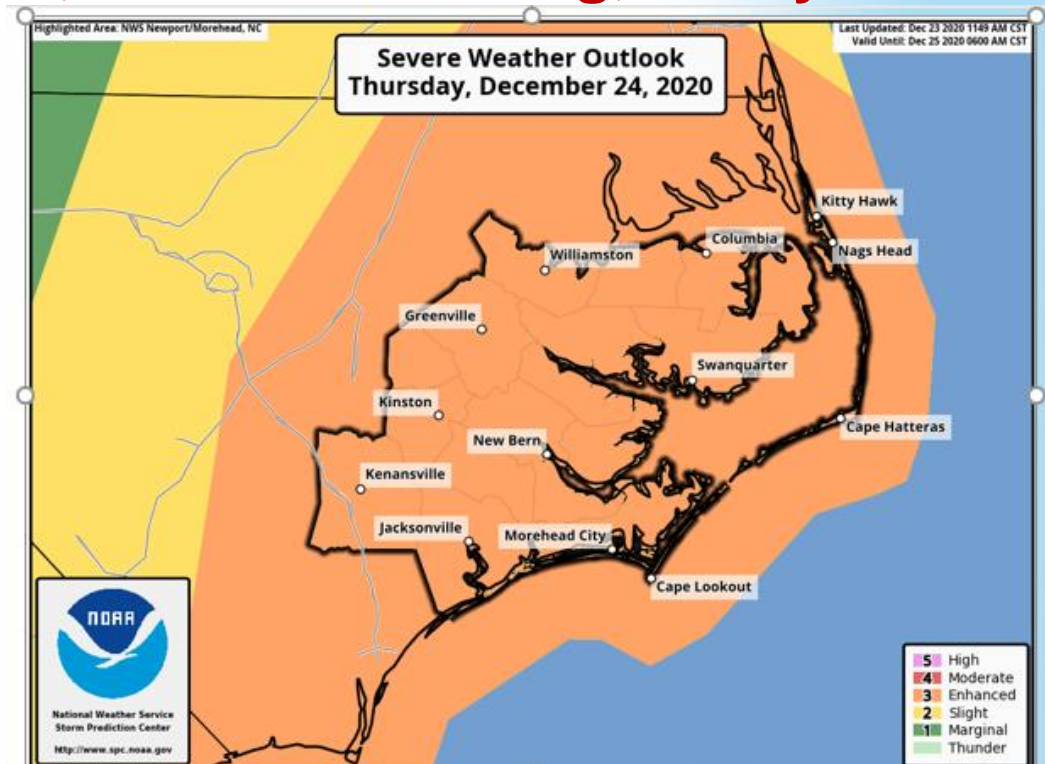 Highlighted Area: NWS Newport/Morehead, NC
Last Updated: Dec 23 2020 1149 AM CST
Valid Until: Dec 25 2020 0600 AM CST
Severe Weather Outlook
Thursday, December 24, 2020
Kitty Hawk
Columbia
Nags Head
Williamston
Greenville
Swanquarter
Kinston
Cape Hatteras
New Bern
Kenansville
Jacksonville
Morehead City
Cape Lookout
NOAA
National Weather Service
Storm Prediction Center
http://www.spc.noaa.gov
5 High
4 Moderate
3 Enhanced
2 Slight
1 Marginal
Thunder